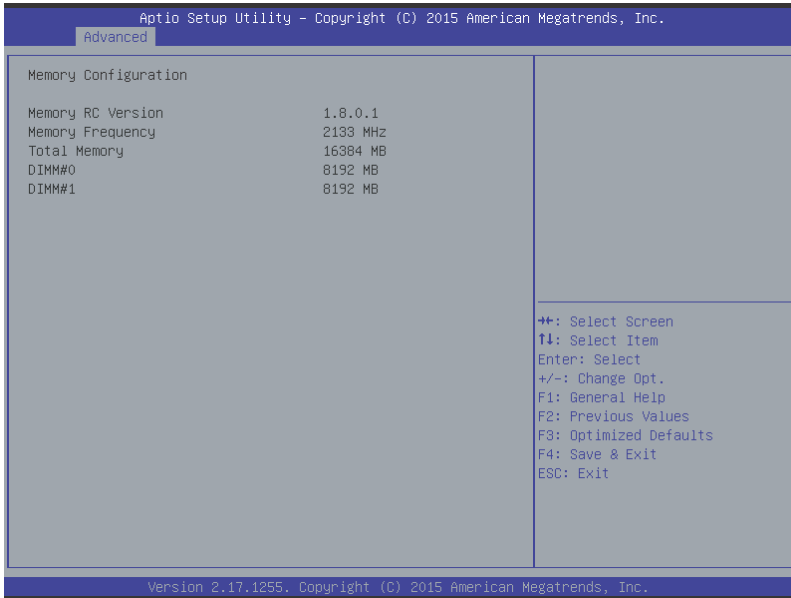 Aptio Setup Utility – Copyright (C) 2015 American Megatrends, Inc.
Advanced
Memory Configuration
Memory RC Version 1.8.0.1
Memory Frequency 2133 MHz
Total Memory 16384 MB
DIMM#0 8192 MB
DIMM#1 8192 MB
→←: Select Screen
↑↓: Select Item
Enter: Select
+/-: Change Opt.
F1: General Help
F2: Previous Values
F3: Optimized Defaults
F4: Save & Exit
ESC: Exit
Version 2.17.1255. Copyright (C) 2015 American Megatrends, Inc.